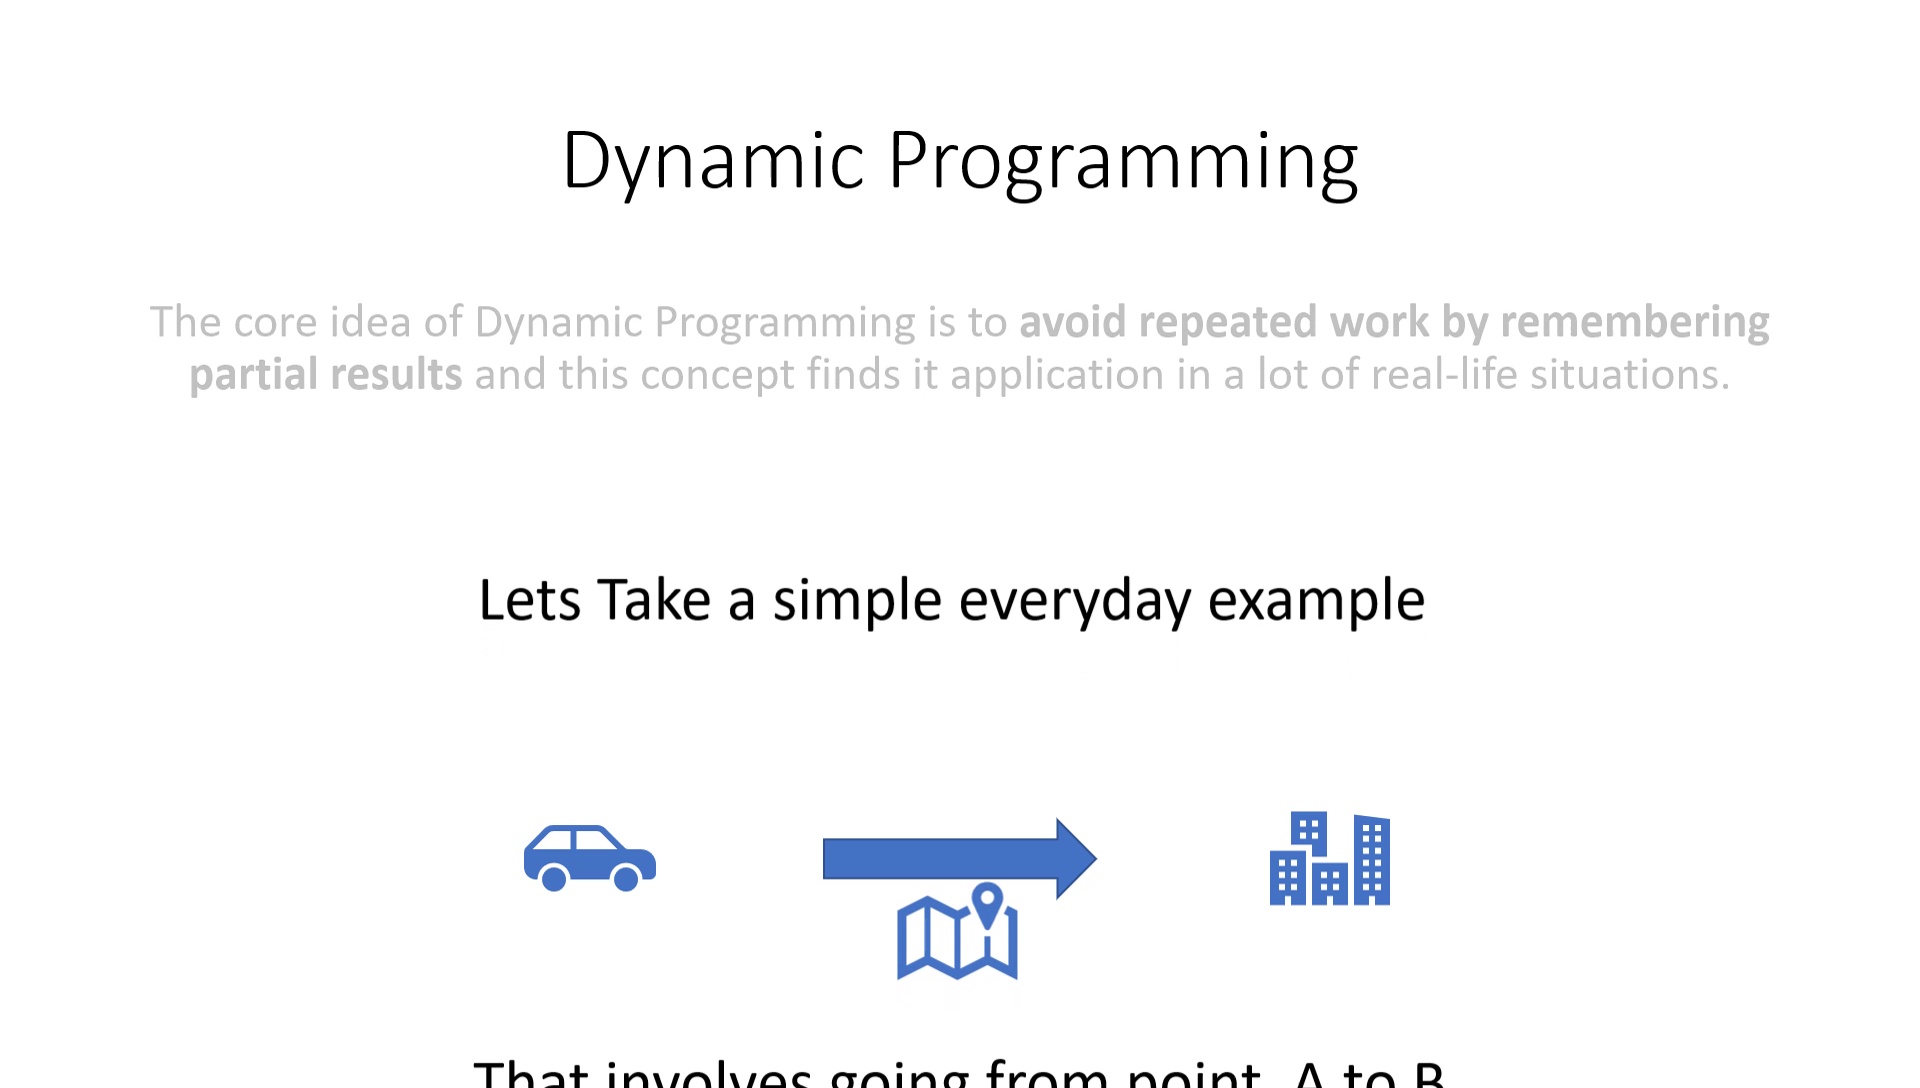 Dynamic Programming
The core idea of Dynamic Programming is to avoid repeated work by remembering
partial results and this concept finds it application in a lot of real-life situations.
Lets Take a simple everyday example
That involves going from point  A to B